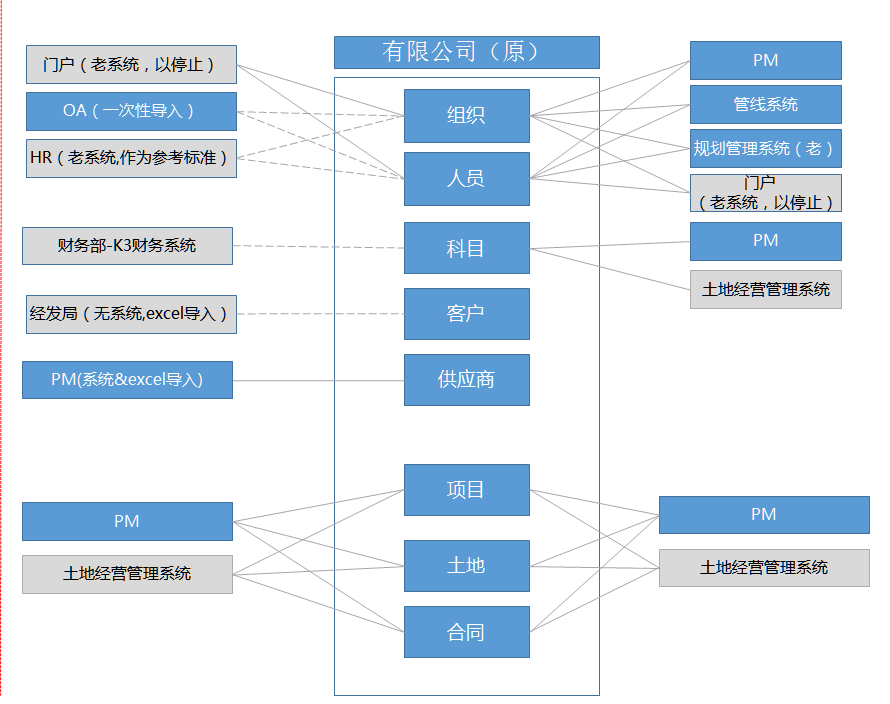 有限公司（原）
门户（老系统，以停止）
OA（一次性导入）
HR（老系统,作为参考标准）
财务部-K3财务系统
经发局（无系统,excel导入）
PM(系统&excel导入)
PM
土地经营管理系统
组织
人员
科目
客户
供应商
项目
土地
合同
PM
管线系统
规划管理系统（老）
门户
（老系统，以停止）
PM
土地经营管理系统
PM
土地经营管理系统